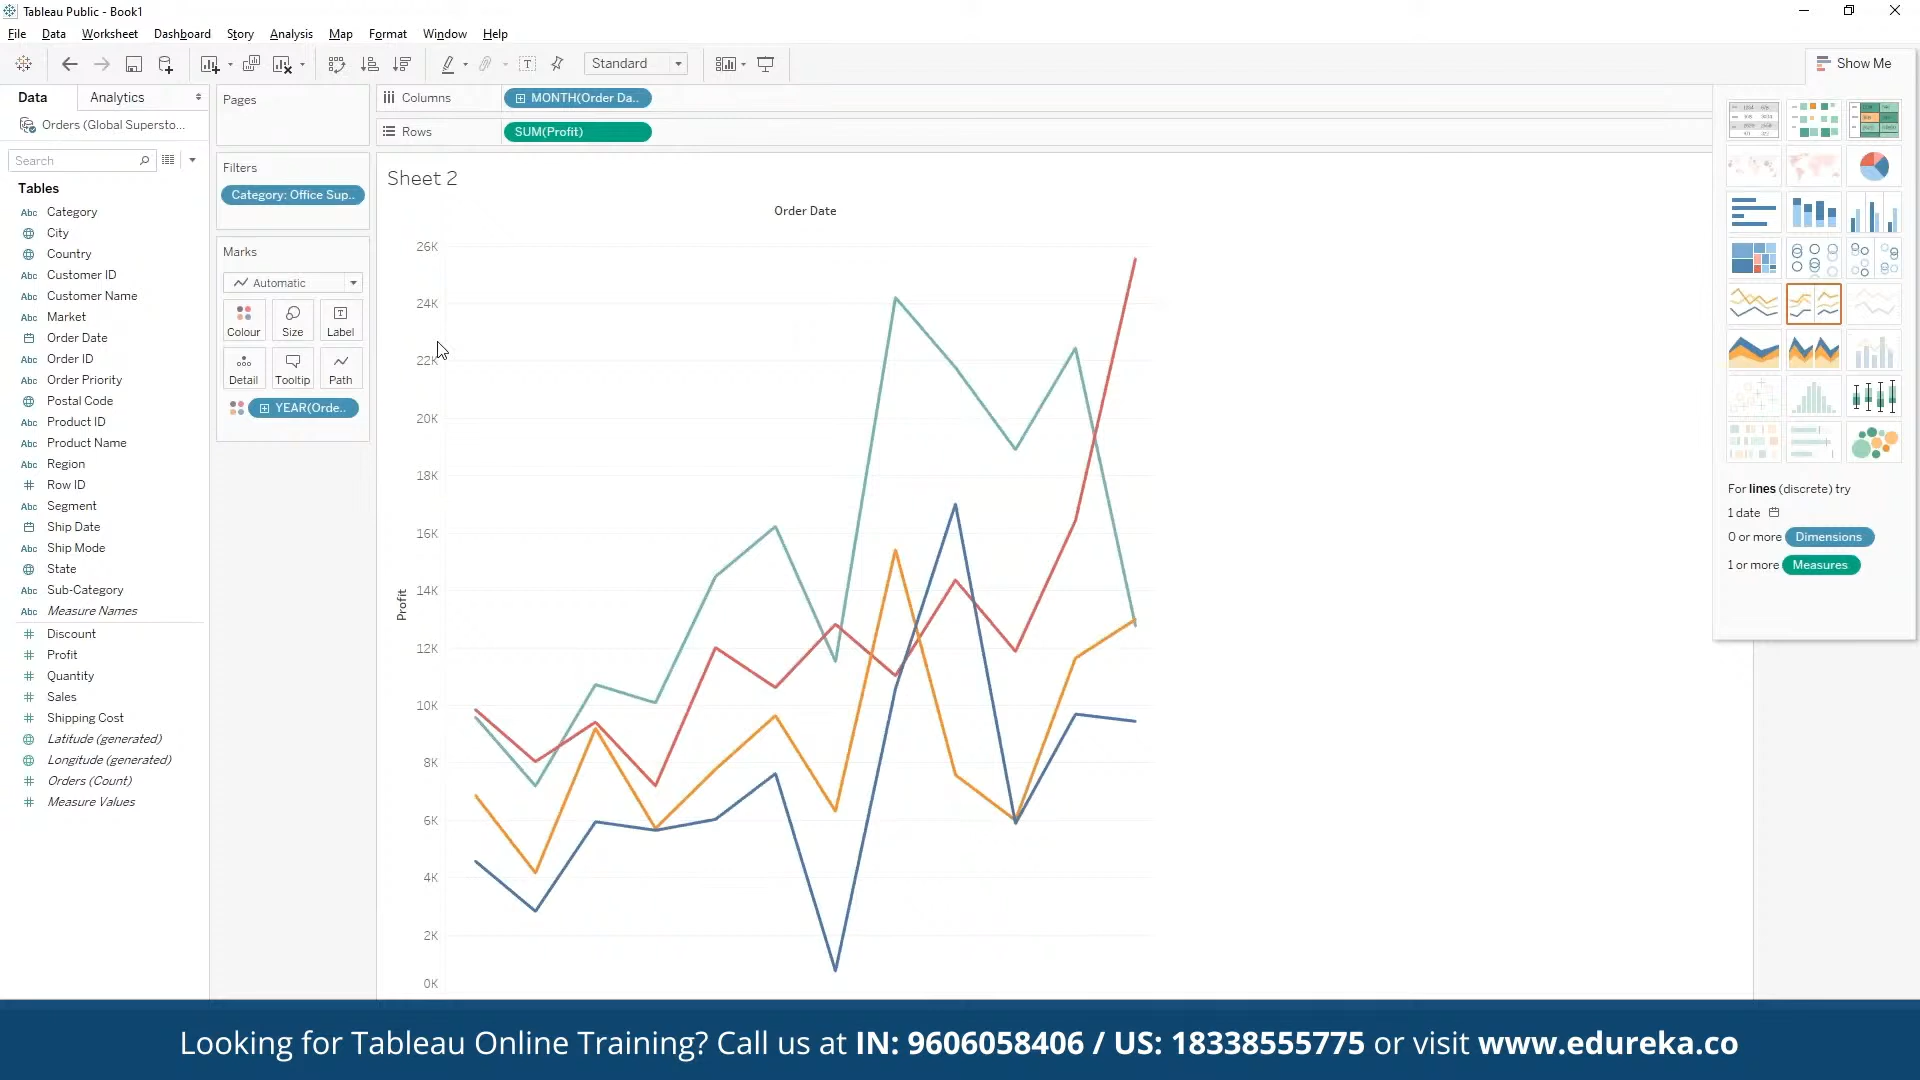 Tableau Public - Book1
File Data Worksheet Dashboard Story Analysis Map Format Window Help
Standard
Show Me
Data Analytics
Orders (Global Supersto...
Search
Tables
Category
City
Country
Customer ID
Customer Name
Market
Order Date
Order ID
Order Priority
Postal Code
Product ID
Product Name
Region
Row ID
Segment
Ship Date
Ship Mode
State
Sub-Category
Measure Names
Discount
Profit
Quantity
Sales
Shipping Cost
Latitude (generated)
Longitude (generated)
Orders (Count)
Measure Values
Pages
Filters
Category: Office Sup..
Marks
Automatic
Colour Size Label
Detail Tooltip Path
YEAR(Orde..
Columns MONTH(Order Da..
Rows SUM(Profit)
Sheet 2
Order Date
Profit
26K
24K
22K
20K
18K
16K
14K
12K
10K
8K
6K
4K
2K
0K
For lines (discrete) try
1 date
0 or more Dimensions
1 or more Measures
Looking for Tableau Online Training? Call us at IN: 9606058406 / US: 18338555775 or visit www.edureka.co